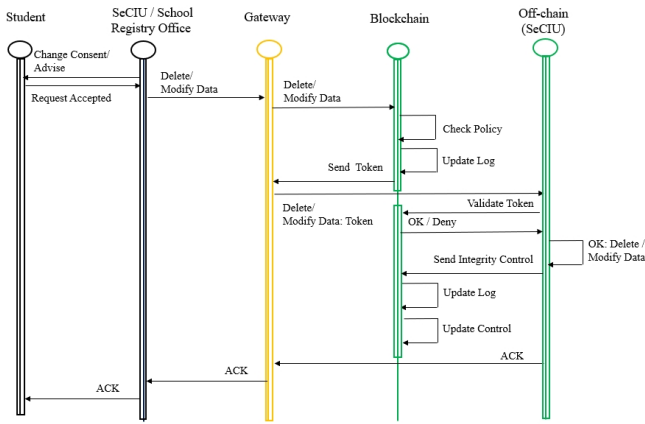 Student
SeCIU / School
Registry Office
Gateway
Blockchain
Off-chain
(SeCIU)
Change Consent/
Advise
Request Accepted
Delete/
Modify Data
Delete/
Modify Data
Check Policy
Update Log
Send Token
Delete/
Modify Data: Token
Validate Token
OK / Deny
OK: Delete /
Modify Data
Send Integrity Control
Update Log
Update Control
ACK
ACK
ACK